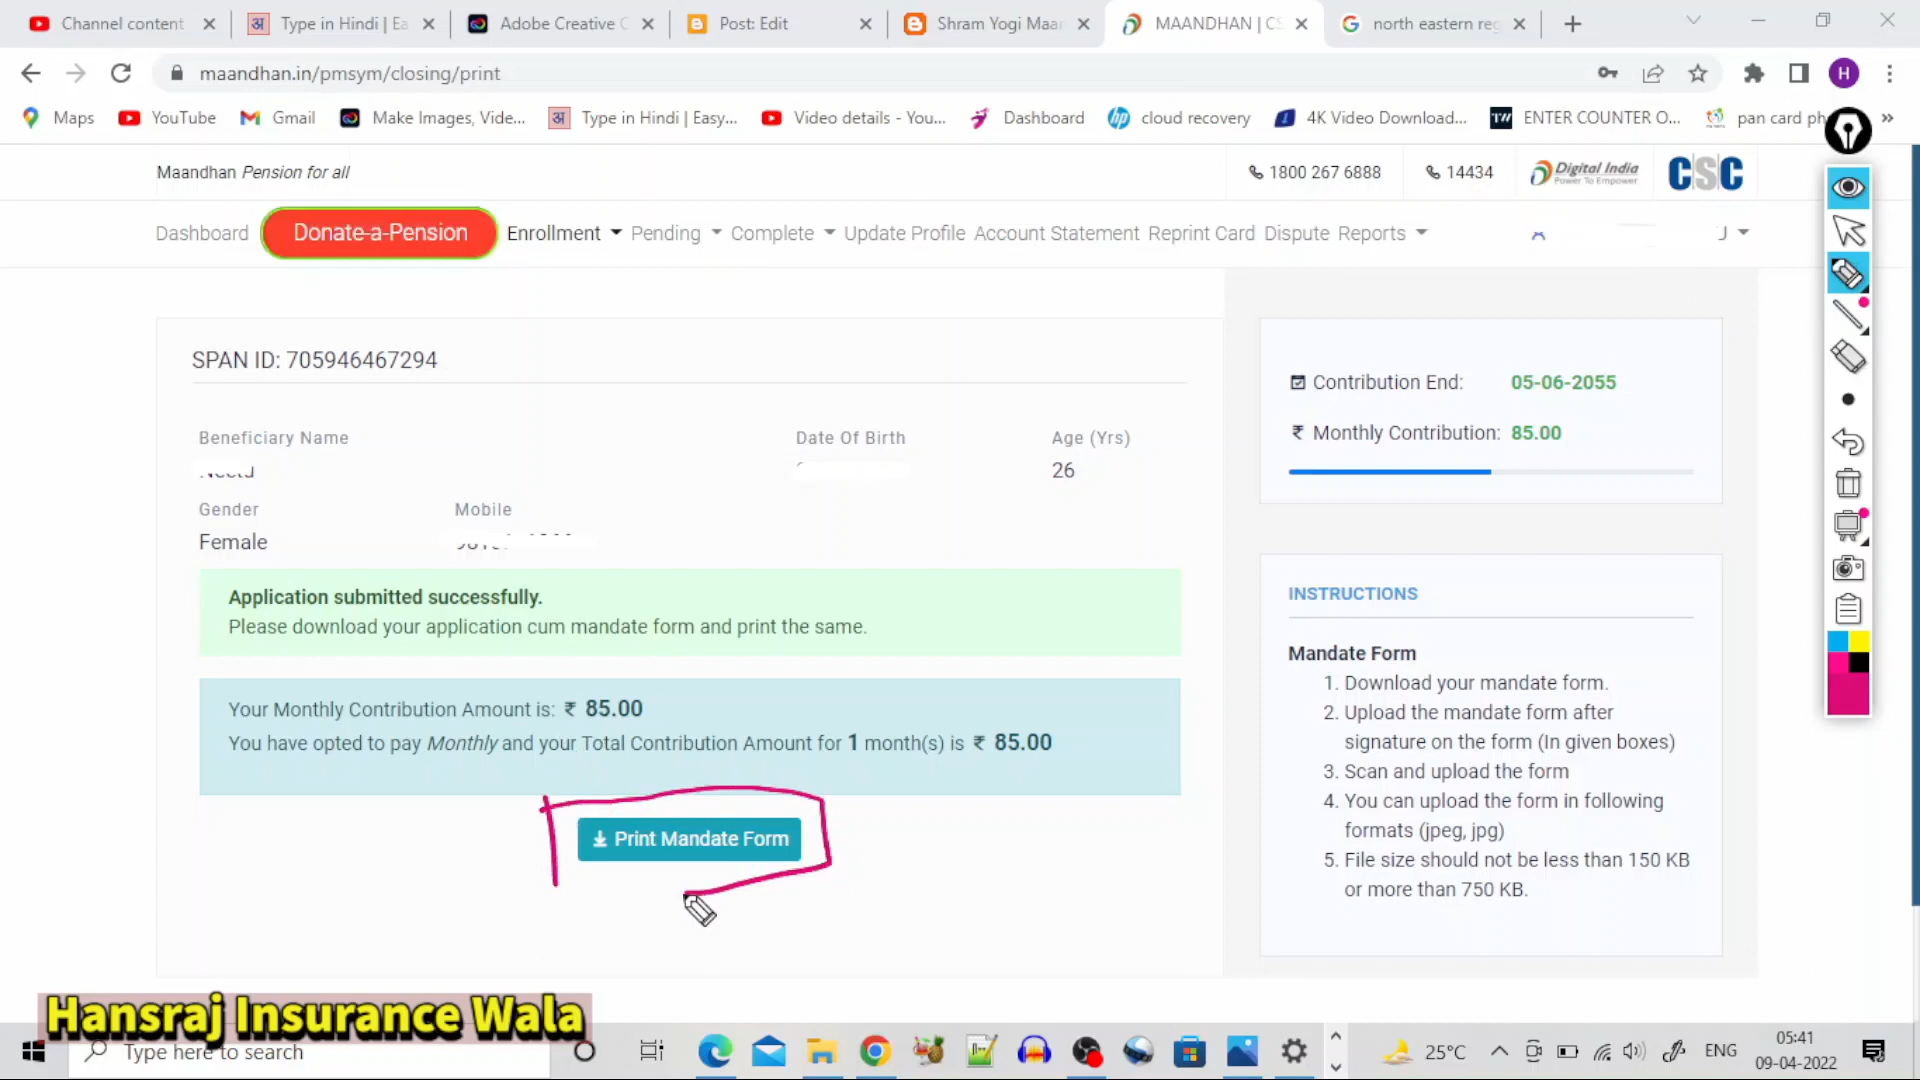 Channel content
Type in Hindi | Ea
Adobe Creative C
Post: Edit
Shram Yogi Maan
MAANDHAN | CS
north eastern reg
maandhan.in/pmsym/closing/print
H
Maps
YouTube
Gmail
Make Images, Vide...
Type in Hindi | Easy...
Video details - You...
Dashboard
cloud recovery
4K Video Download...
ENTER COUNTER O...
pan card ph
Maandhan Pension for all
1800 267 6888
14434
Digital India
Power To Empower
CSC
Dashboard
Donate-a-Pension
Enrollment
Pending
Complete
Update Profile
Account Statement
Reprint Card
Dispute
Reports
SPAN ID: 705946467294
Beneficiary Name
Date Of Birth
Age (Yrs)
26
Gender
Mobile
Female
Application submitted successfully.
Please download your application cum mandate form and print the same.
Your Monthly Contribution Amount is: ₹ 85.00
You have opted to pay Monthly and your Total Contribution Amount for 1 month(s) is ₹ 85.00
Print Mandate Form
Contribution End: 05-06-2055
₹ Monthly Contribution: 85.00
INSTRUCTIONS
Mandate Form
1. Download your mandate form.
2. Upload the mandate form after
signature on the form (In given boxes)
3. Scan and upload the form
4. You can upload the form in following
formats (jpeg, jpg)
5. File size should not be less than 150 KB
or more than 750 KB.
Hansraj Insurance Wala
Type here to search
25°C
ENG
05:41
09-04-2022